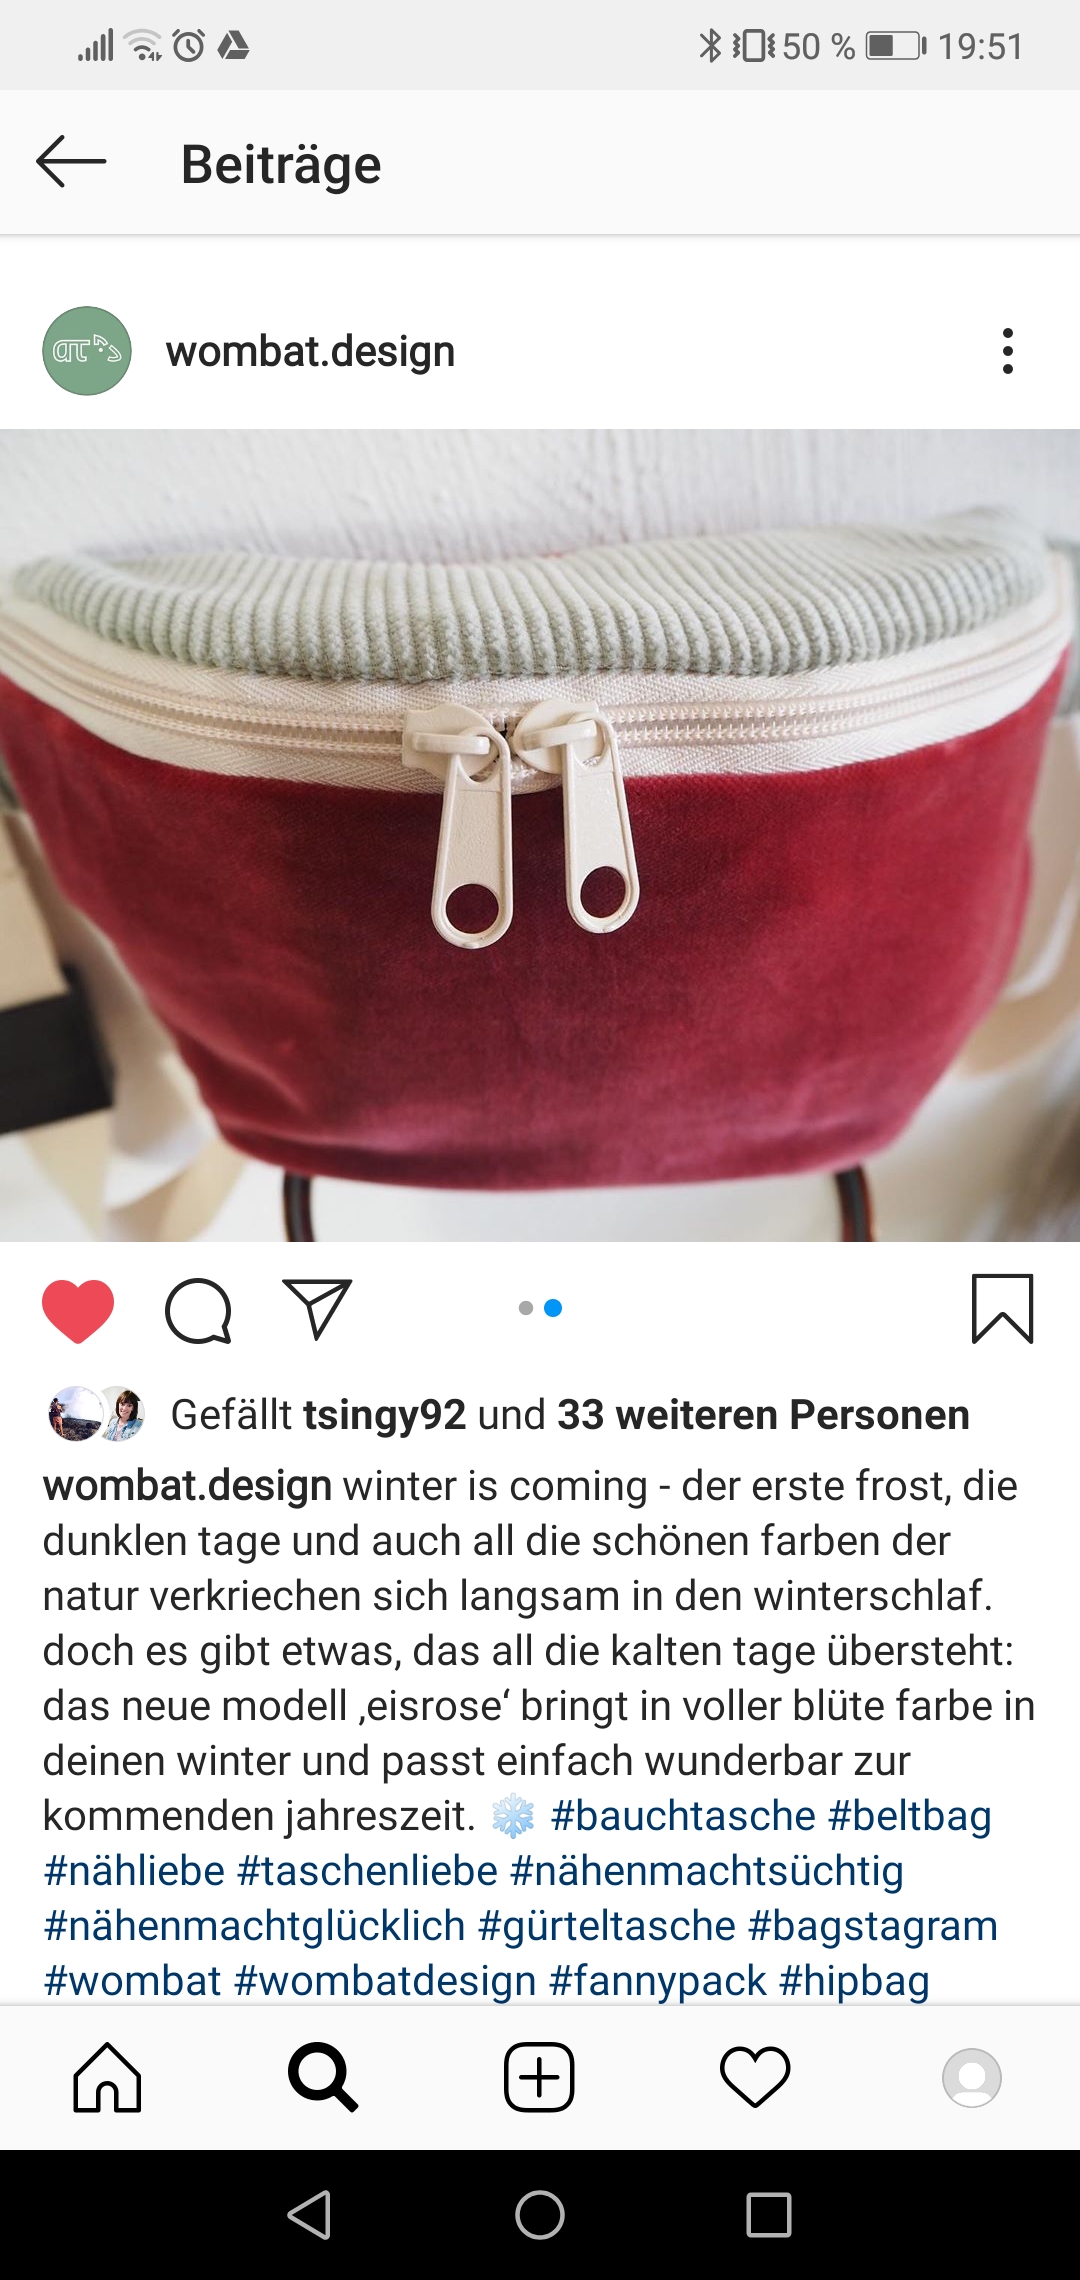 50 % 19:51
Beiträge
wombat.design
Gefällt tsingy92 und 33 weiteren Personen
wombat.design winter is coming - der erste frost, die
dunklen tage und auch all die schönen farben der
natur verkriechen sich langsam in den winterschlaf.
doch es gibt etwas, das all die kalten tage übersteht:
das neue modell ‚eisrose‘ bringt in voller blüte farbe in
deinen winter und passt einfach wunderbar zur
kommenden jahreszeit. ❄️ #bauchtasche #beltbag
#nähliebe #taschenliebe #nähenmachtsüchtig
#nähenmachtglücklich #gürteltasche #bagstagram
#wombat #wombatdesign #fannypack #hipbag